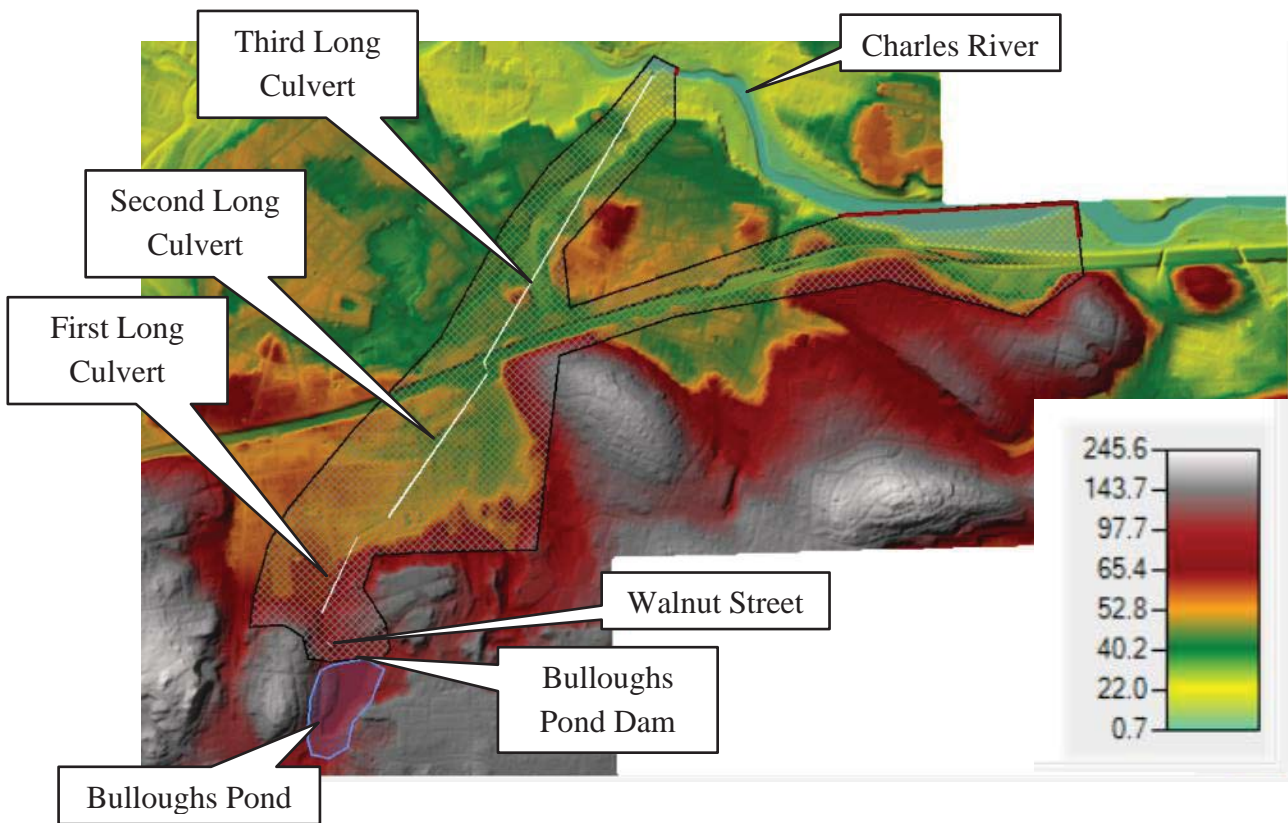 Third Long
Culvert
Charles River
Second Long
Culvert
First Long
Culvert
245.6
143.7
97.7
65.4
52.8
40.2
22.0
0.7
Walnut Street
Bulloughs
Pond Dam
Bulloughs Pond